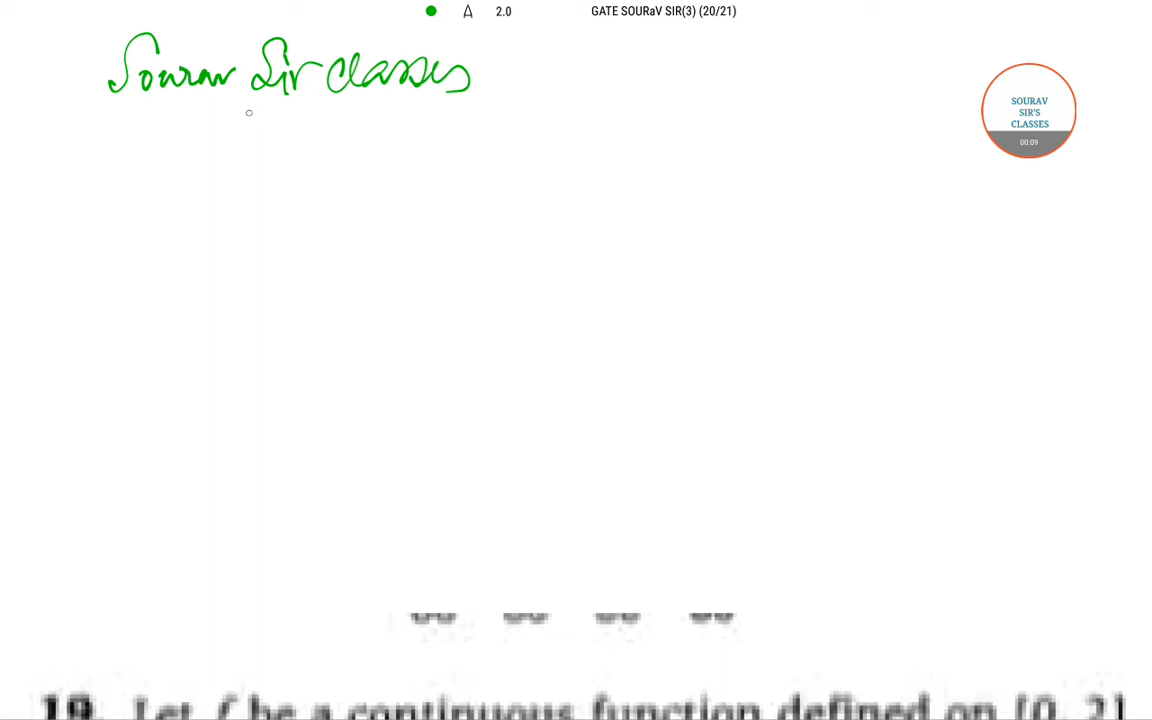 2.0 GATE SOURaV SIR(3) (20/21)
Sourav Sir classes
SOURAV
SIR'S
CLASSES
00:09
19. Let f be a continuous function defined on [0, 2]